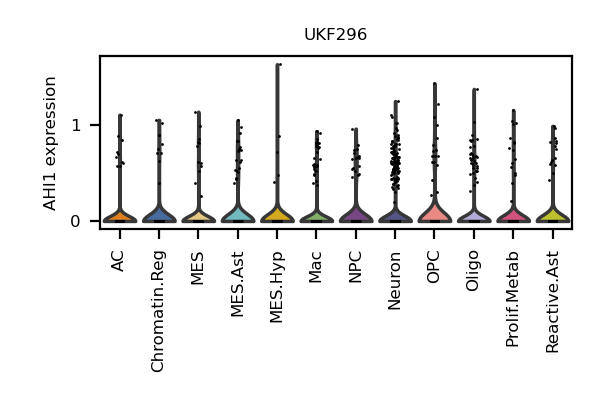 UKF296
AHI1 expression
1
0
AC
Chromatin.Reg
MES
MES.Ast
MES.Hyp
Mac
NPC
Neuron
OPC
Oligo
Prolif.Metab
Reactive.Ast